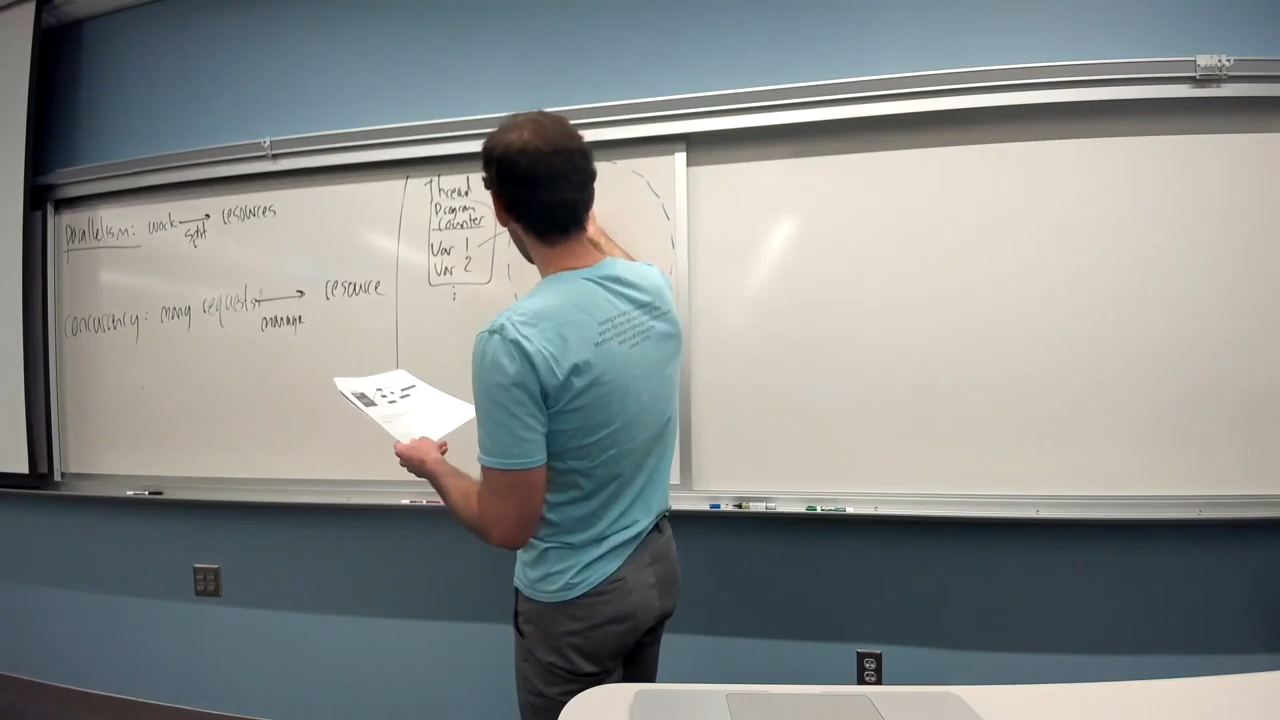 parallelism: work → resources
split
concurrency: many requests → resource
manage
Thread
Program
Counter
Var 1
Var 2